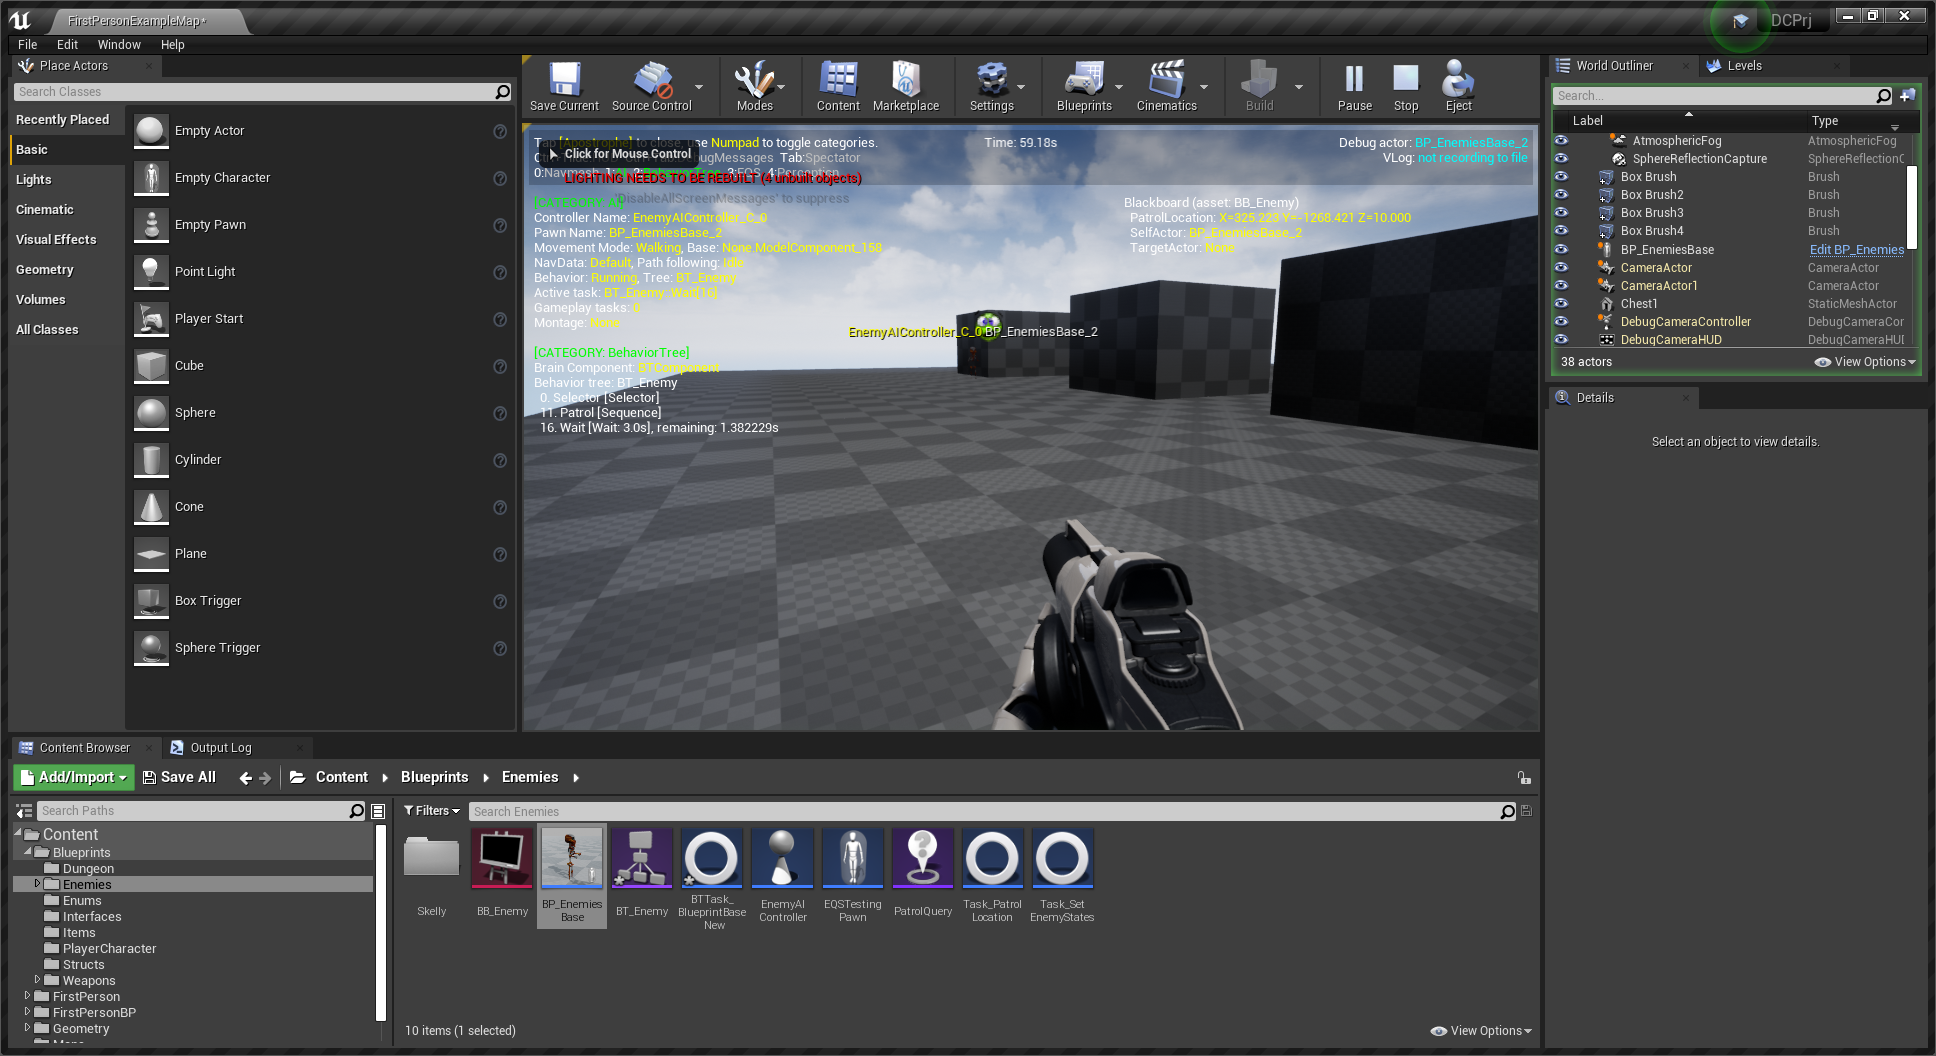 FirstPersonExampleMap*
DCPrj
File Edit Window Help
Place Actors
Search Classes
Recently Placed
Basic
Lights
Cinematic
Visual Effects
Geometry
Volumes
All Classes
Empty Actor
Empty Character
Empty Pawn
Point Light
Player Start
Cube
Sphere
Cylinder
Cone
Plane
Box Trigger
Sphere Trigger
Save Current
Source Control
Modes
Content
Marketplace
Settings
Blueprints
Cinematics
Build
Pause
Stop
Eject
Tap [Apostrophe] to close, use Numpad to toggle categories.
Time: 59.18s
Debug actor: BP_EnemiesBase_2
VLog: not recording to file
Click for Mouse Control
Tab:Spectator
LIGHTING NEEDS TO BE REBUILT (4 unbuilt objects)
'DisableAllScreenMessages' to suppress
[CATEGORY: AI]
Controller Name: EnemyAIController_C_0
Pawn Name: BP_EnemiesBase_2
Movement Mode: Walking, Base: None.ModelComponent_158
NavData: Default, Path following: Idle
Behavior: Running, Tree: BT_Enemy
Active task: BT_Enemy::Wait[16]
Gameplay tasks: 0
Montage: None
[CATEGORY: BehaviorTree]
Brain Component: BTComponent
Behavior tree: BT_Enemy
0. Selector [Selector]
11. Patrol [Sequence]
16. Wait [Wait: 3.0s], remaining: 1.382229s
Blackboard (asset: BB_Enemy)
PatrolLocation: X=325.223 Y=-1268.421 Z=10.000
SelfActor: BP_EnemiesBase_2
TargetActor: None
EnemyAIController_C_0 BP_EnemiesBase_2
World Outliner
Levels
Search...
Label Type
AtmosphericFog AtmosphericFog
SphereReflectionCapture SphereReflectionC
Box Brush Brush
Box Brush2 Brush
Box Brush3 Brush
Box Brush4 Brush
BP_EnemiesBase Edit BP_Enemies
CameraActor CameraActor
CameraActor1 CameraActor
Chest1 StaticMeshActor
DebugCameraController DebugCameraCor
DebugCameraHUD DebugCameraHUD
38 actors
View Options
Details
Select an object to view details.
Content Browser
Output Log
Add/Import
Save All
Content Blueprints Enemies
Search Paths
Filters
Search Enemies
Content
Blueprints
Dungeon
Enemies
Enums
Interfaces
Items
PlayerCharacter
Structs
Weapons
FirstPerson
FirstPersonBP
Geometry
Skelly
BB_Enemy
BP_Enemies
Base
BT_Enemy
BTTask_
BlueprintBase
New
EnemyAI
Controller
EQSTesting
Pawn
PatrolQuery
Task_Patrol
Location
Task_Set
EnemyStates
10 items (1 selected)
View Options